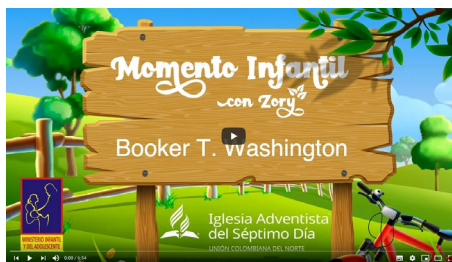 Momento Infantil
con Zory
Booker T. Washington
MINISTERIO INFANTIL
Y DEL ADOLESCENTE
Iglesia Adventista
del Séptimo Día
UNIÓN COLOMBIANA DEL NORTE
0:00 / 6:54